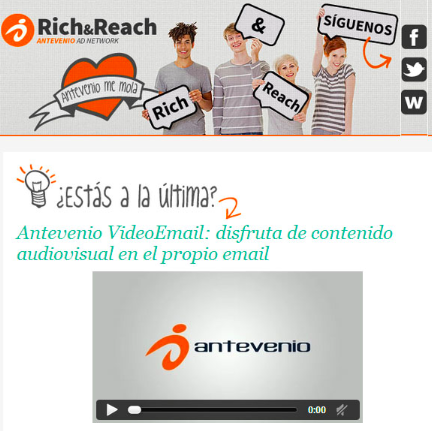 Rich&Reach
ANTEVENIO AD NETWORK
Antevenio me mola
Rich
&
Reach
SÍGUENOS
f
W
¿Estás a la última?
Antevenio VideoEmail: disfruta de contenido
audiovisual en el propio email
antevenio
0:00